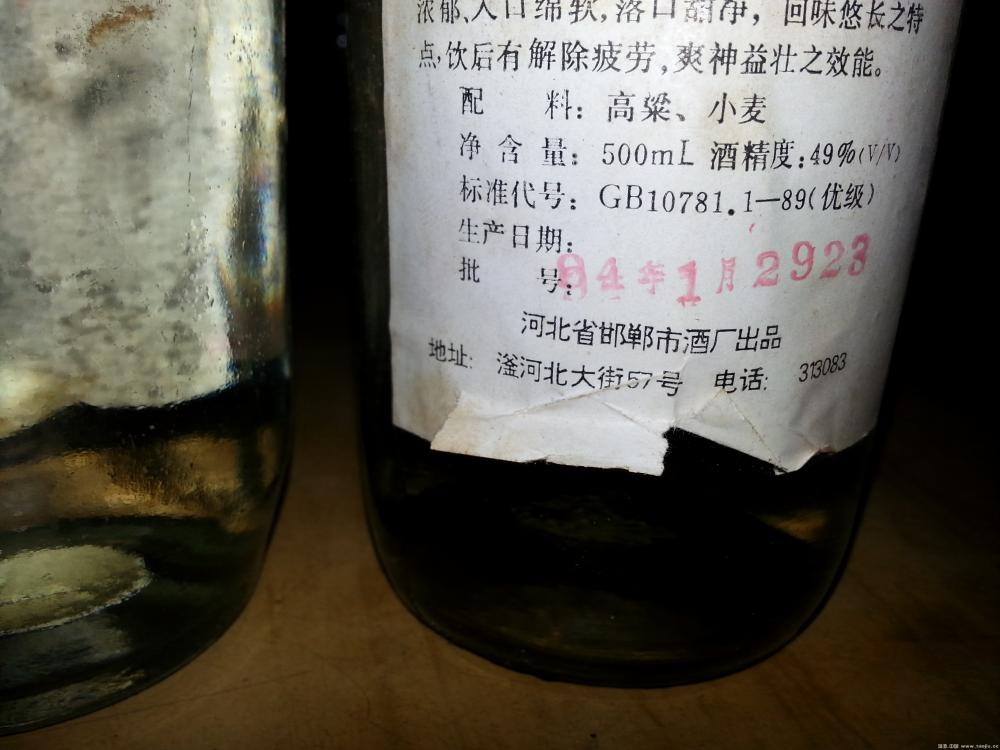 浓郁、入口绵软,落口甜净,回味悠长之特
点,饮后有解除疲劳,爽神益壮之效能。
配 料: 高粱、小麦
净 含 量: 500mL 酒精度:49%(V/V)
标准代号: GB10781.1—89(优级)
生产日期:
批 号: 94年1月2923
河北省邯郸市酒厂出品
地址: 滏河北大街57号 电话: 313083